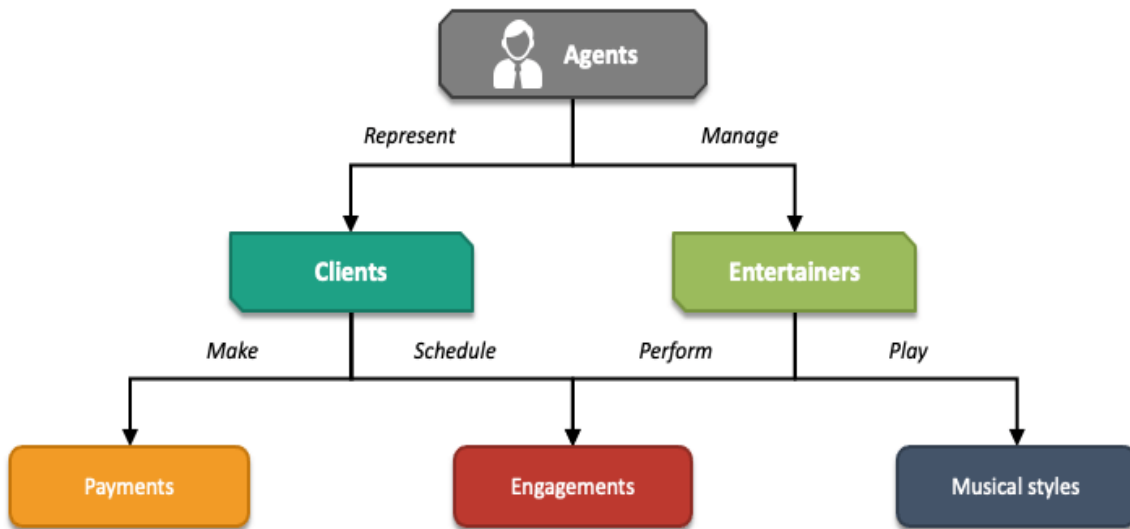 Agents
Represent
Manage
Clients
Entertainers
Make
Schedule
Perform
Play
Payments
Engagements
Musical styles